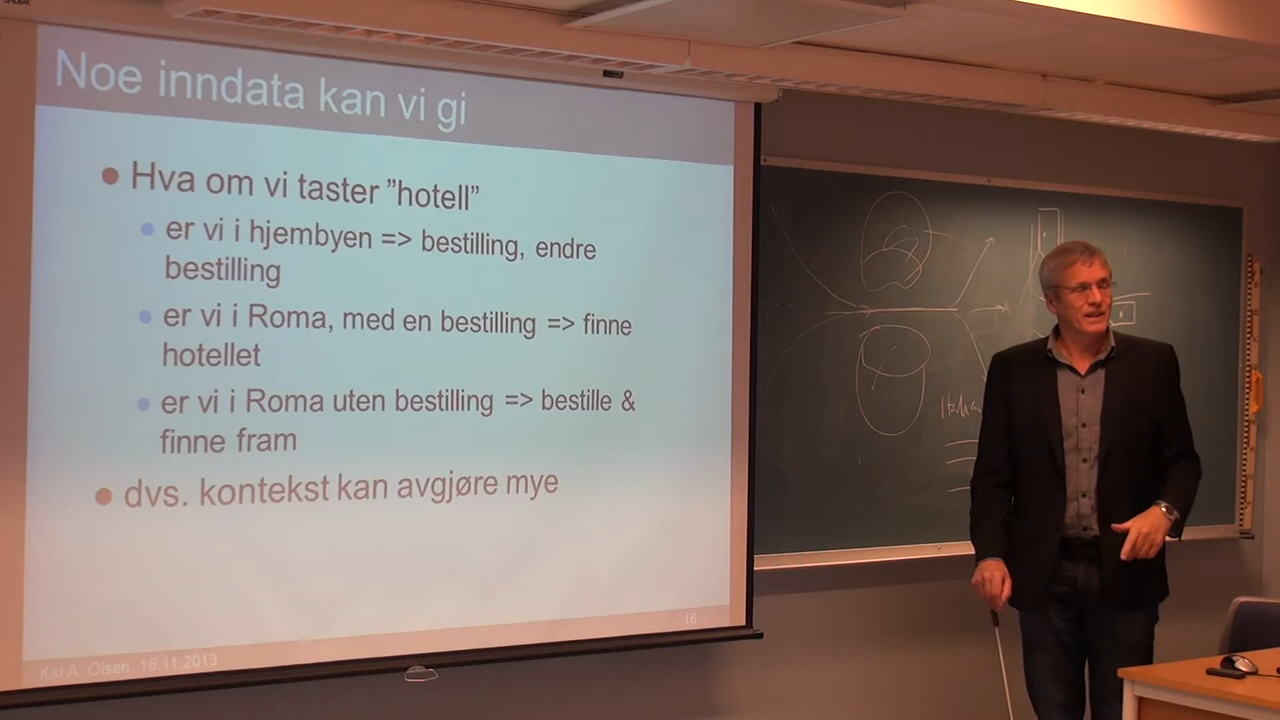 Noe inndata kan vi gi
Hva om vi taster ”hotell”
er vi i hjembyen => bestilling, endre
bestilling
er vi i Roma, med en bestilling => finne
hotellet
er vi i Roma uten bestilling => bestille &
finne fram
dvs. kontekst kan avgjøre mye
16
Kai A. Olsen, 18.11.2013